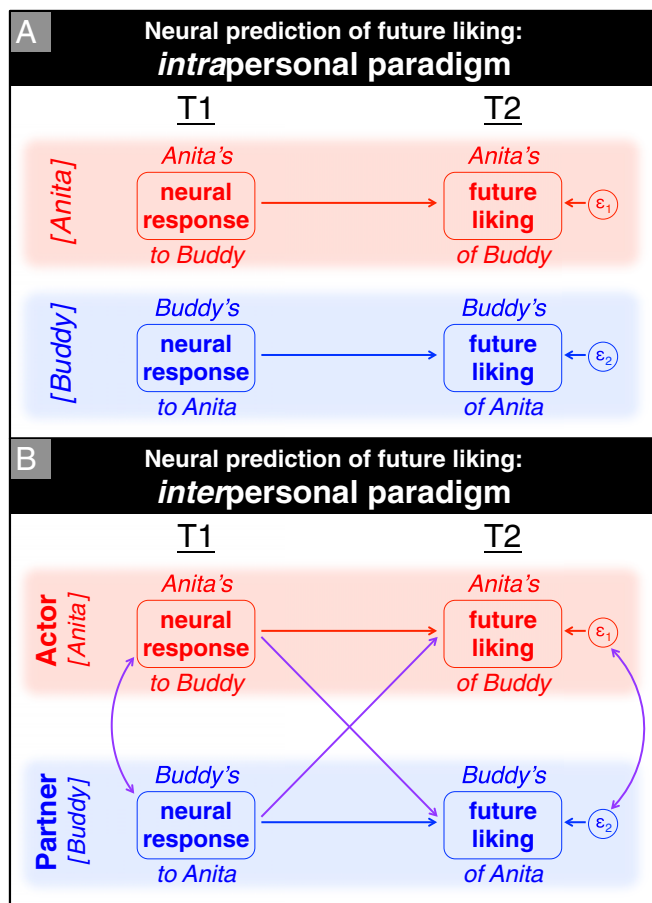 A
Neural prediction of future liking:
intrapersonal paradigm
T1 T2
[Anita]
Anita's Anita's
neural future
response liking
ε1
to Buddy of Buddy
[Buddy]
Buddy's Buddy's
neural future
response liking
ε2
to Anita of Anita
B
Neural prediction of future liking:
interpersonal paradigm
T1 T2
Actor
[Anita]
Anita's Anita's
neural future
response liking
ε1
to Buddy of Buddy
Partner
[Buddy]
Buddy's Buddy's
neural future
response liking
ε2
to Anita of Anita